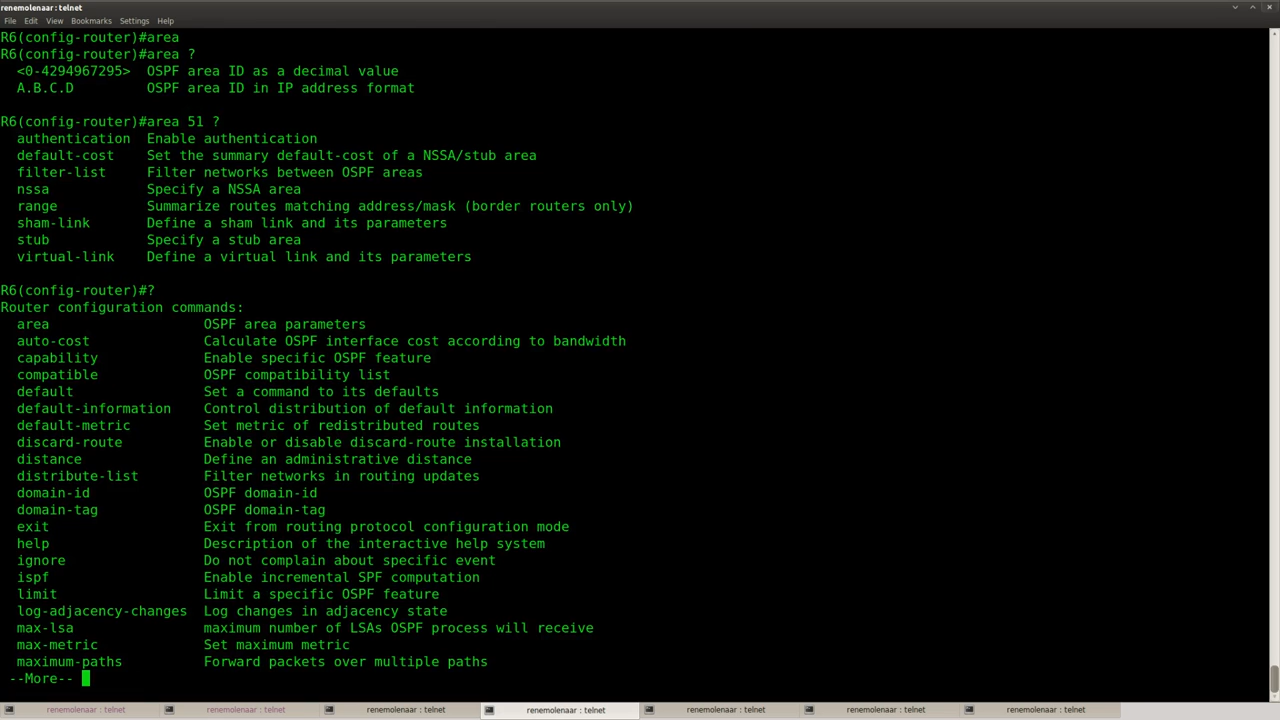 renemolenaar : telnet
File Edit View Bookmarks Settings Help
R6(config-router)#area
R6(config-router)#area ?
  <0-4294967295>  OSPF area ID as a decimal value
  A.B.C.D         OSPF area ID in IP address format
R6(config-router)#area 51 ?
  authentication  Enable authentication
  default-cost    Set the summary default-cost of a NSSA/stub area
  filter-list     Filter networks between OSPF areas
  nssa            Specify a NSSA area
  range           Summarize routes matching address/mask (border routers only)
  sham-link       Define a sham link and its parameters
  stub            Specify a stub area
  virtual-link    Define a virtual link and its parameters
R6(config-router)#?
Router configuration commands:
  area                   OSPF area parameters
  auto-cost              Calculate OSPF interface cost according to bandwidth
  capability             Enable specific OSPF feature
  compatible             OSPF compatibility list
  default                Set a command to its defaults
  default-information    Control distribution of default information
  default-metric         Set metric of redistributed routes
  discard-route          Enable or disable discard-route installation
  distance               Define an administrative distance
  distribute-list        Filter networks in routing updates
  domain-id              OSPF domain-id
  domain-tag             OSPF domain-tag
  exit                   Exit from routing protocol configuration mode
  help                   Description of the interactive help system
  ignore                 Do not complain about specific event
  ispf                   Enable incremental SPF computation
  limit                  Limit a specific OSPF feature
  log-adjacency-changes  Log changes in adjacency state
  max-lsa                maximum number of LSAs OSPF process will receive
  max-metric             Set maximum metric
  maximum-paths          Forward packets over multiple paths
 --More--
renemolenaar : telnet renemolenaar : telnet renemolenaar : telnet renemolenaar : telnet renemolenaar : telnet renemolenaar : telnet renemolenaar : telnet